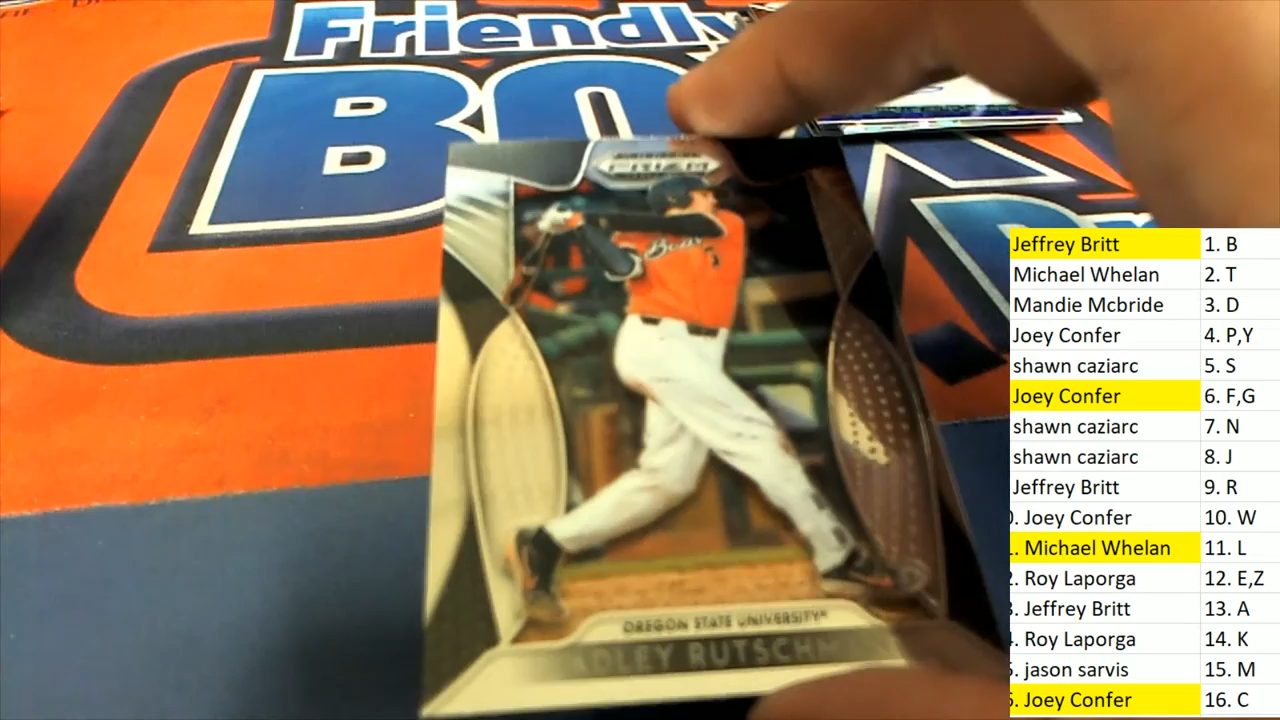 Friendly
PRIZM
OREGON STATE UNIVERSITY
Jeffrey Britt 1. B
Michael Whelan 2. T
Mandie Mcbride 3. D
Joey Confer 4. P,Y
shawn caziarc 5. S
Joey Confer 6. F,G
shawn caziarc 7. N
shawn caziarc 8. J
Jeffrey Britt 9. R
. Joey Confer 10. W
. Michael Whelan 11. L
. Roy Laporga 12. E,Z
. Jeffrey Britt 13. A
. Roy Laporga 14. K
. jason sarvis 15. M
. Joey Confer 16. C